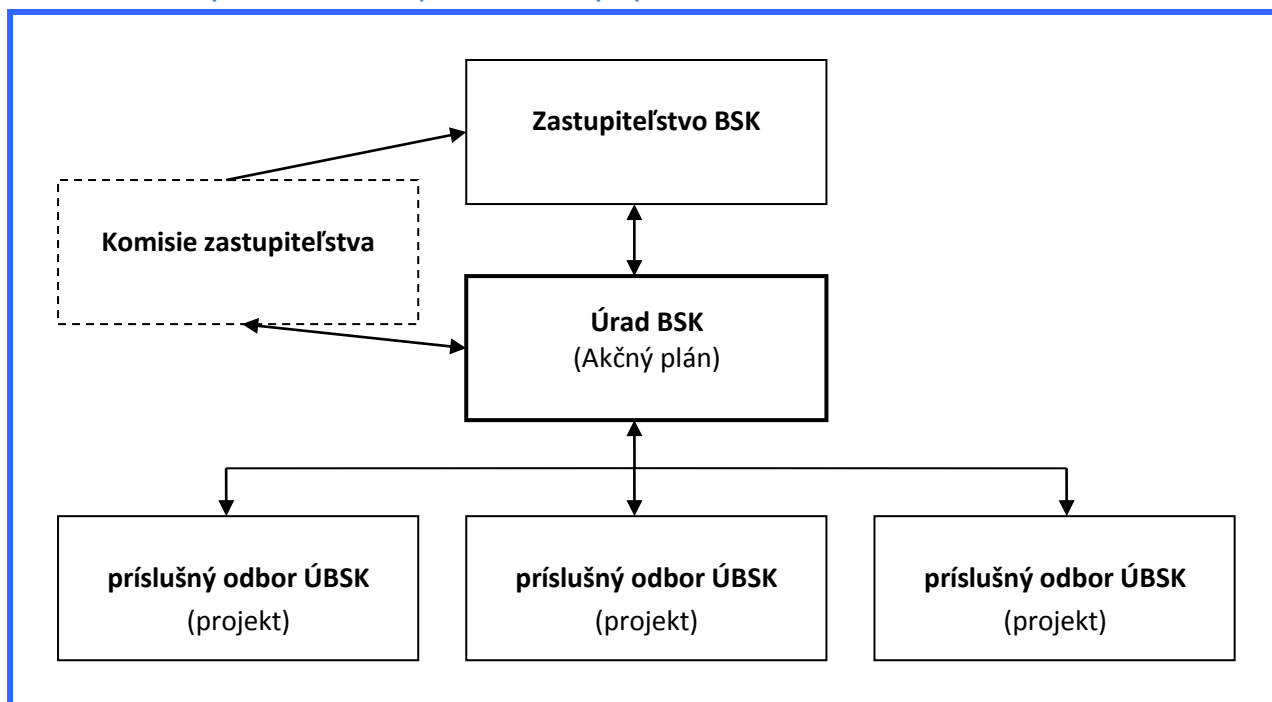 Zastupiteľstvo BSK
Komisie zastupiteľstva
Úrad BSK
(Akčný plán)
príslušný odbor ÚBSK
(projekt)
príslušný odbor ÚBSK
(projekt)
príslušný odbor ÚBSK
(projekt)